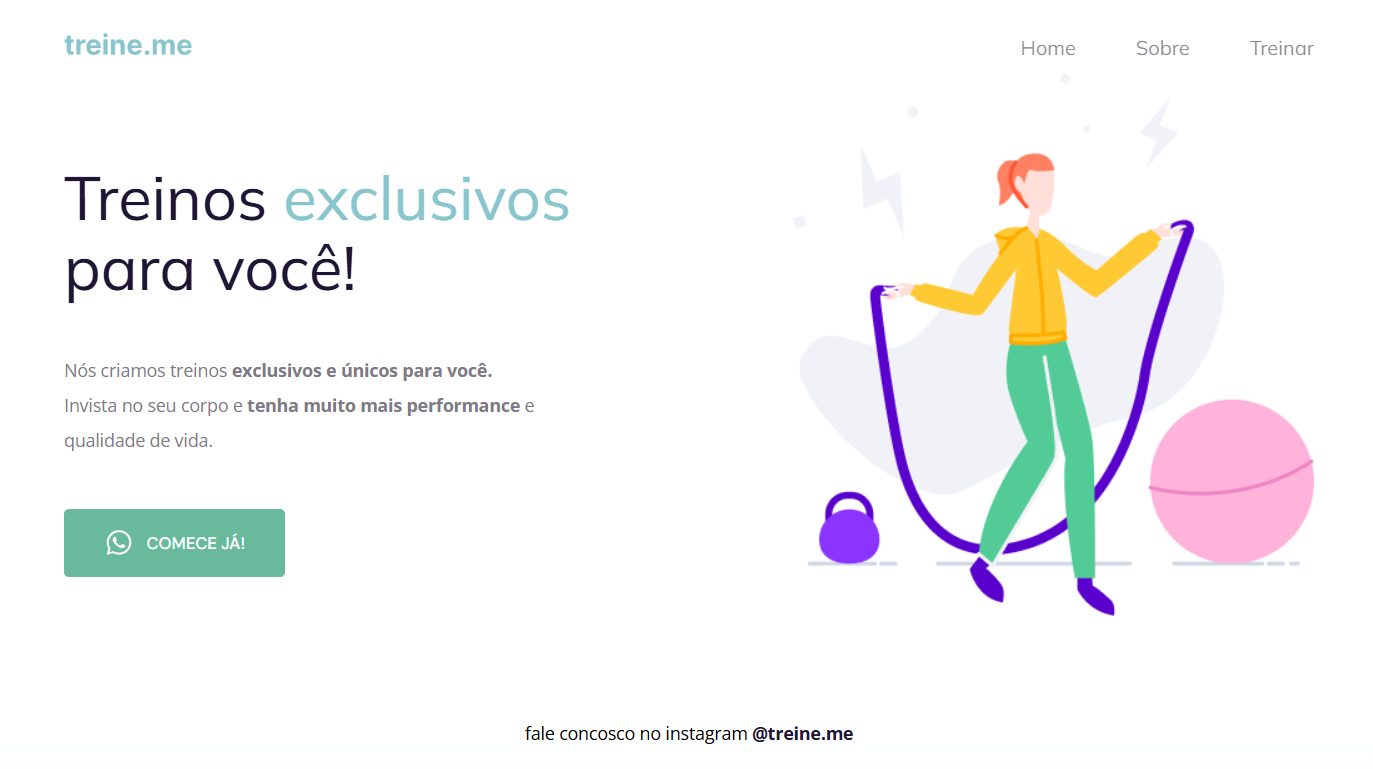 treine.me
Home Sobre Treinar
Treinos exclusivos
para você!
Nós criamos treinos exclusivos e únicos para você.
Invista no seu corpo e tenha muito mais performance e
qualidade de vida.
COMECE JÁ!
fale concosco no instagram @treine.me